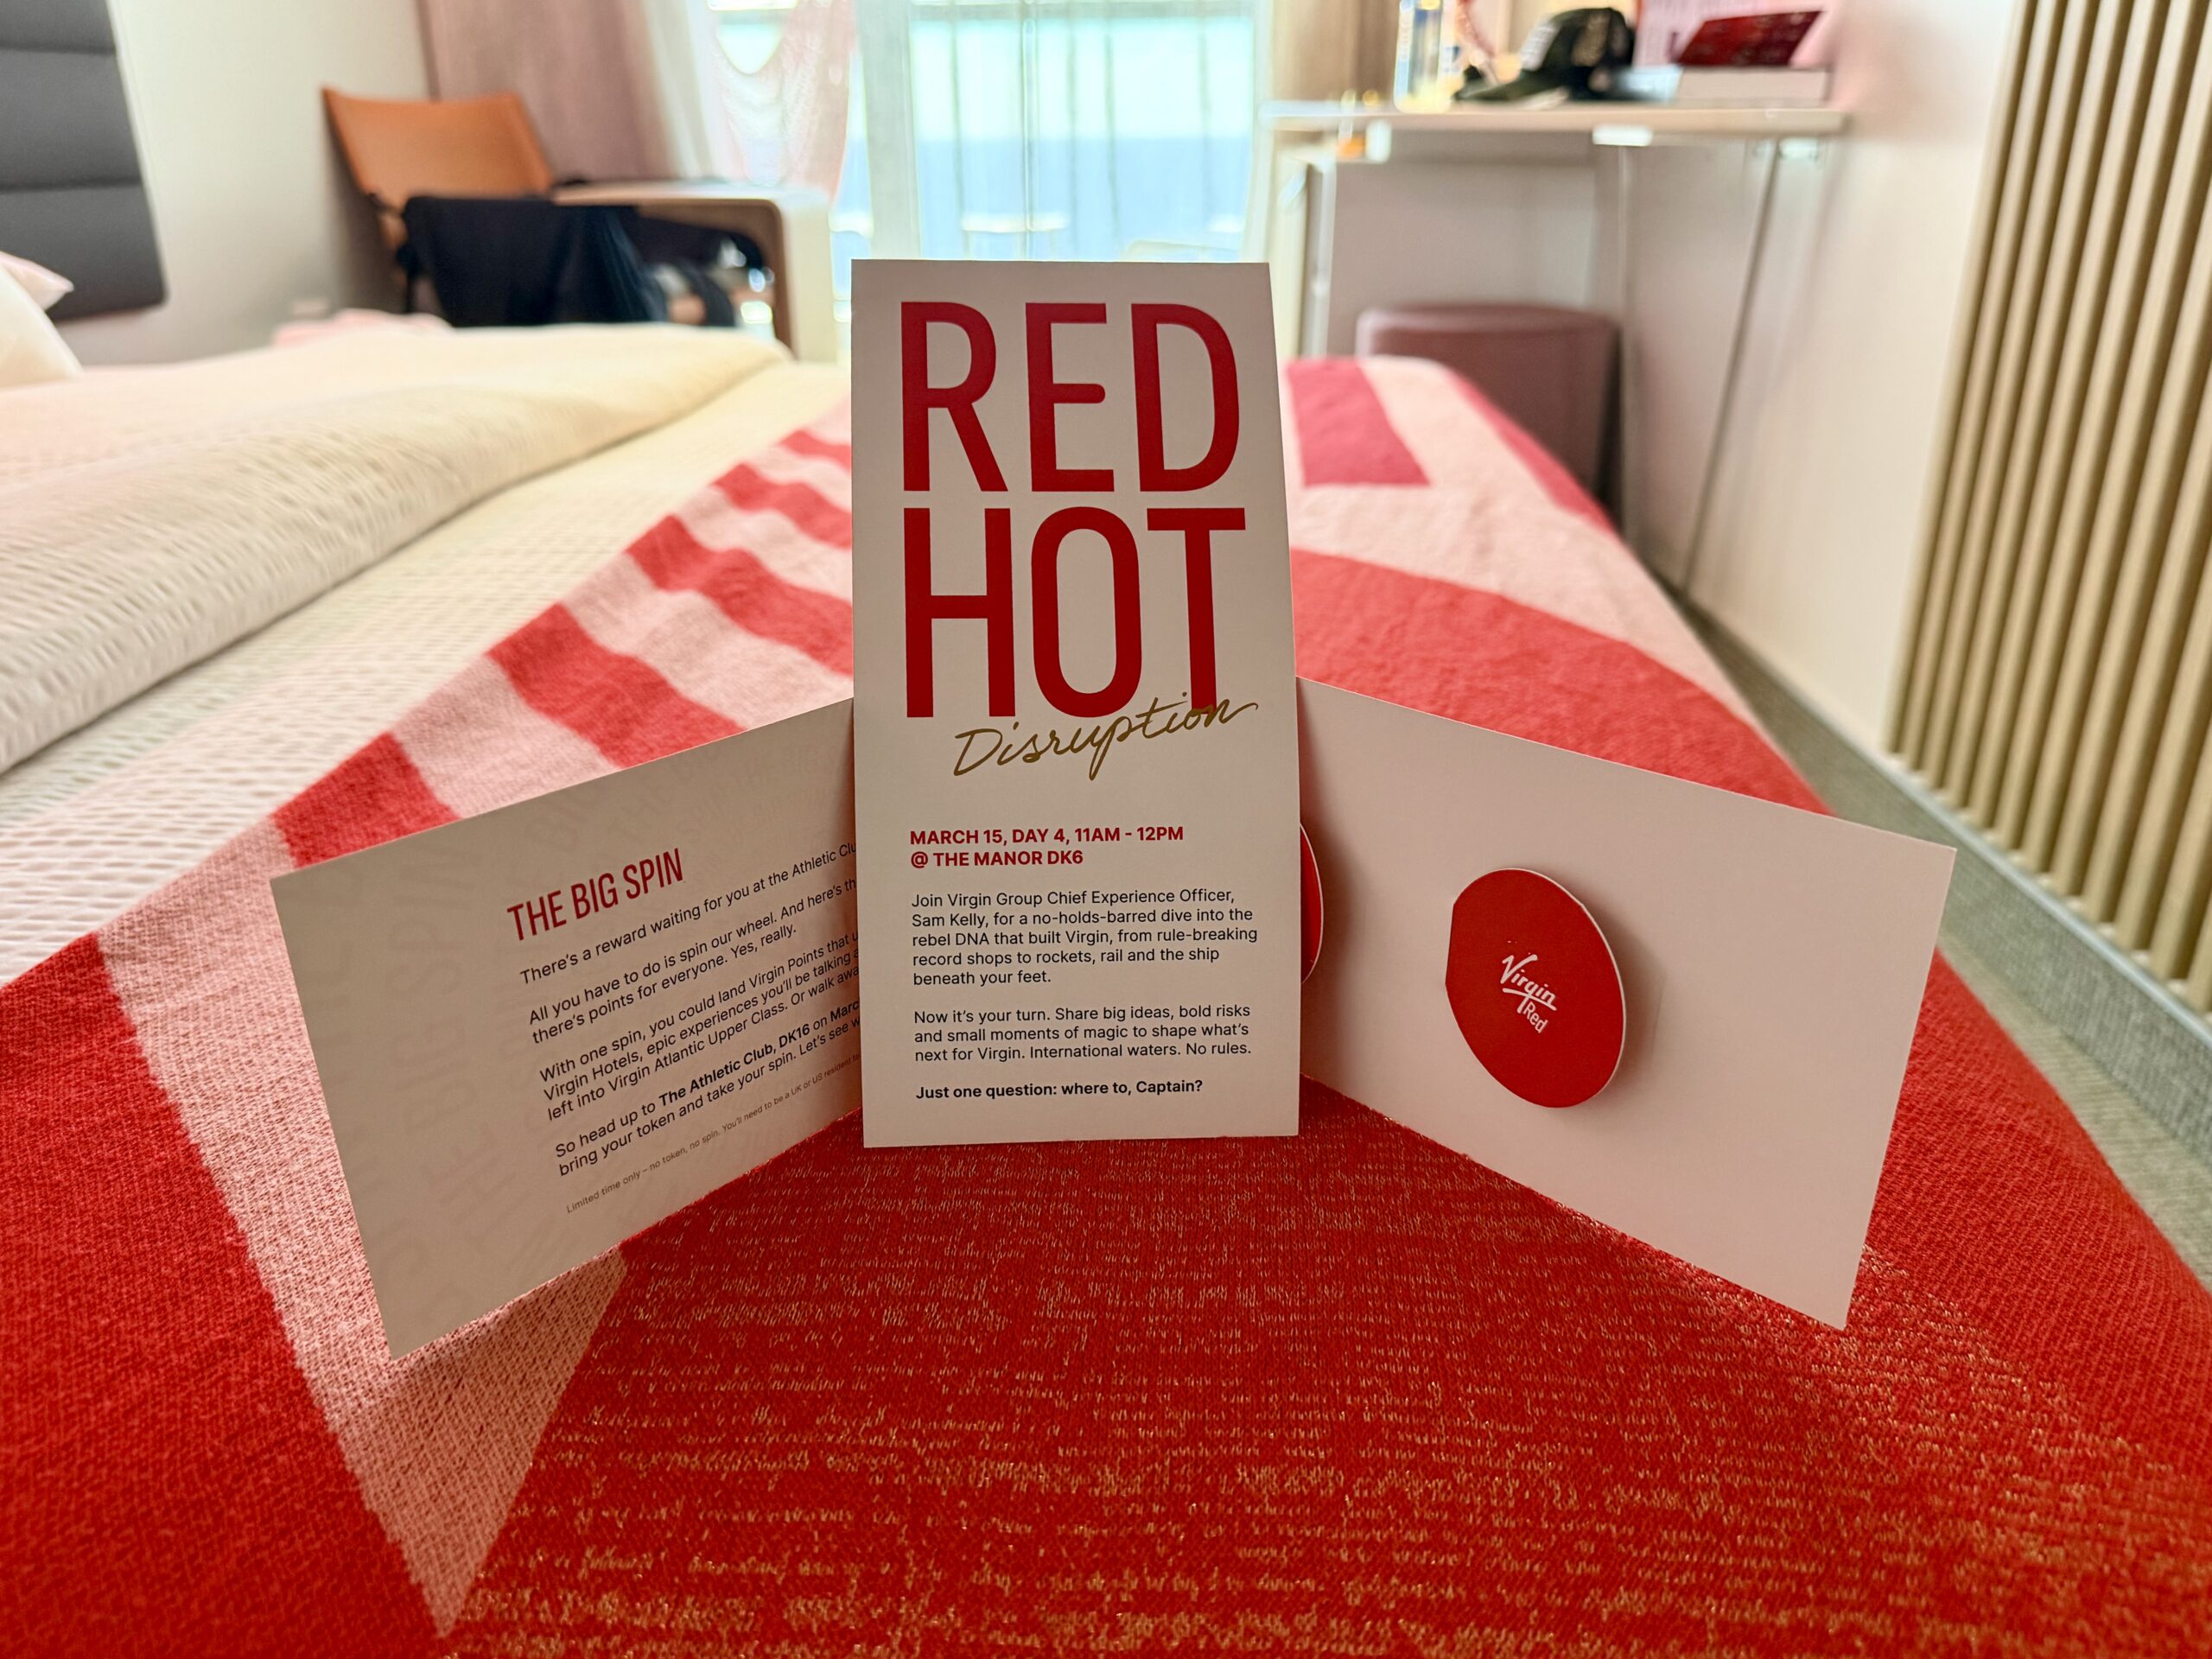 RED
HOT
Disruption
MARCH 15, DAY 4, 11AM - 12PM
@ THE MANOR DK6
Join Virgin Group Chief Experience Officer,
Sam Kelly, for a no-holds-barred dive into the
rebel DNA that built Virgin, from rule-breaking
record shops to rockets, rail and the ship
beneath your feet.
Now it's your turn. Share big ideas, bold risks
and small moments of magic to shape what's
next for Virgin. International waters. No rules.
Just one question: where to, Captain?
THE BIG SPIN
There's a reward waiting for you at the Athletic
All you have to do is spin our wheel. And here's
there's points for everyone. Yes, really.
With one spin, you could land Virgin Points that
Virgin Hotels, epic experiences you'll be talking
left into Virgin Atlantic Upper Class. Or walk
So head up to The Athletic Club, DK16 on
bring your token and take your spin. Let's see
Limited time only – no token, no spin. You'll need to be a UK or US resident
Virgin
Red